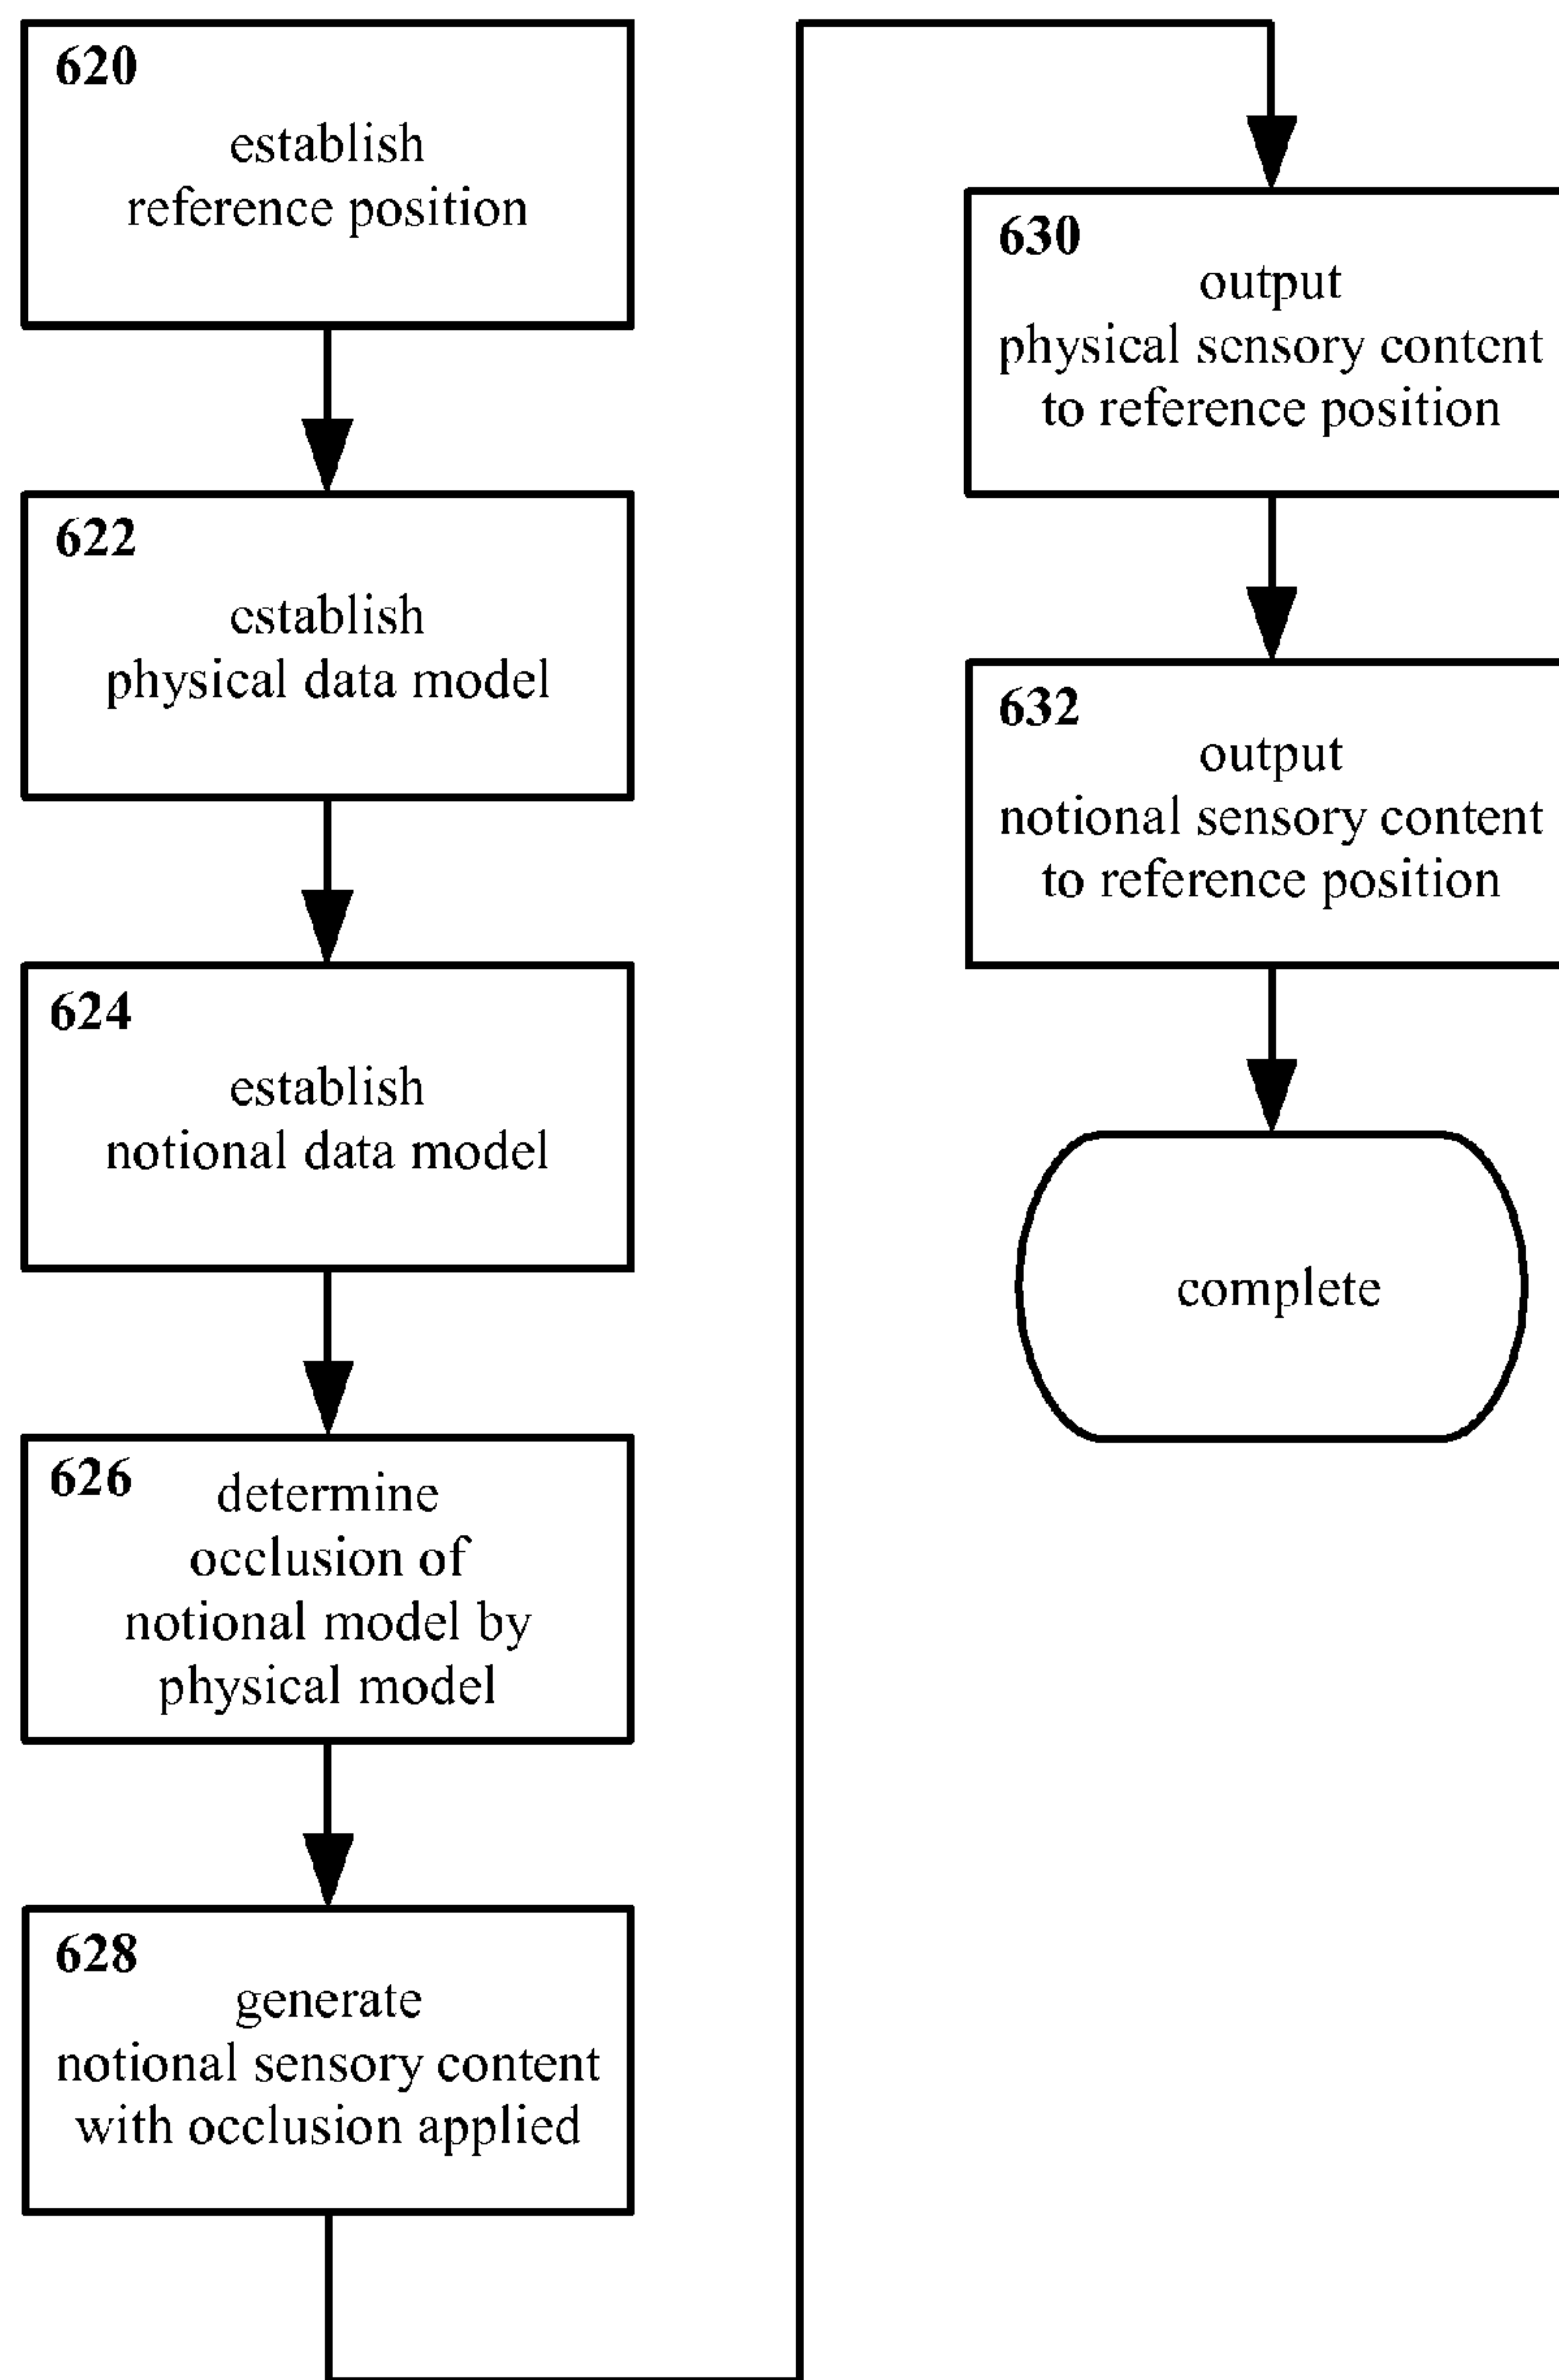 620
establish
reference position
622
establish
physical data model
624
establish
notional data model
626
determine
occlusion of
notional model by
physical model
628
generate
notional sensory content
with occlusion applied
630
output
physical sensory content
to reference position
632
output
notional sensory content
to reference position
complete